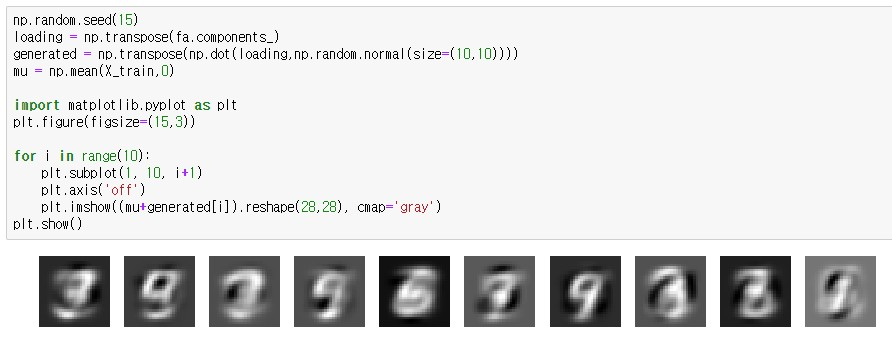 np.random.seed(15)
loading = np.transpose(fa.components_)
generated = np.transpose(np.dot(loading,np.random.normal(size=(10,10))))
mu = np.mean(X_train,0)
import matplotlib.pyplot as plt
plt.figure(figsize=(15,3))
for i in range(10):
    plt.subplot(1, 10, i+1)
    plt.axis('off')
    plt.imshow((mu+generated[i]).reshape(28,28), cmap='gray')
plt.show()